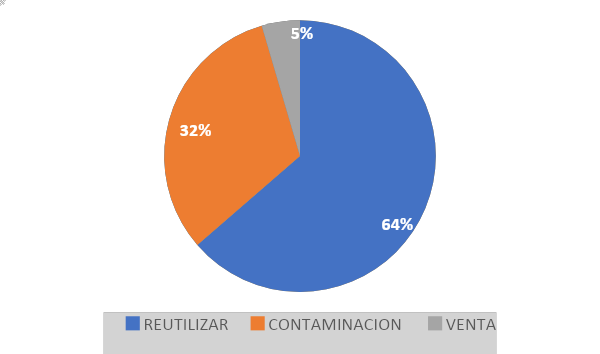 5%
32%
64%
REUTILIZAR CONTAMINACION VENTA